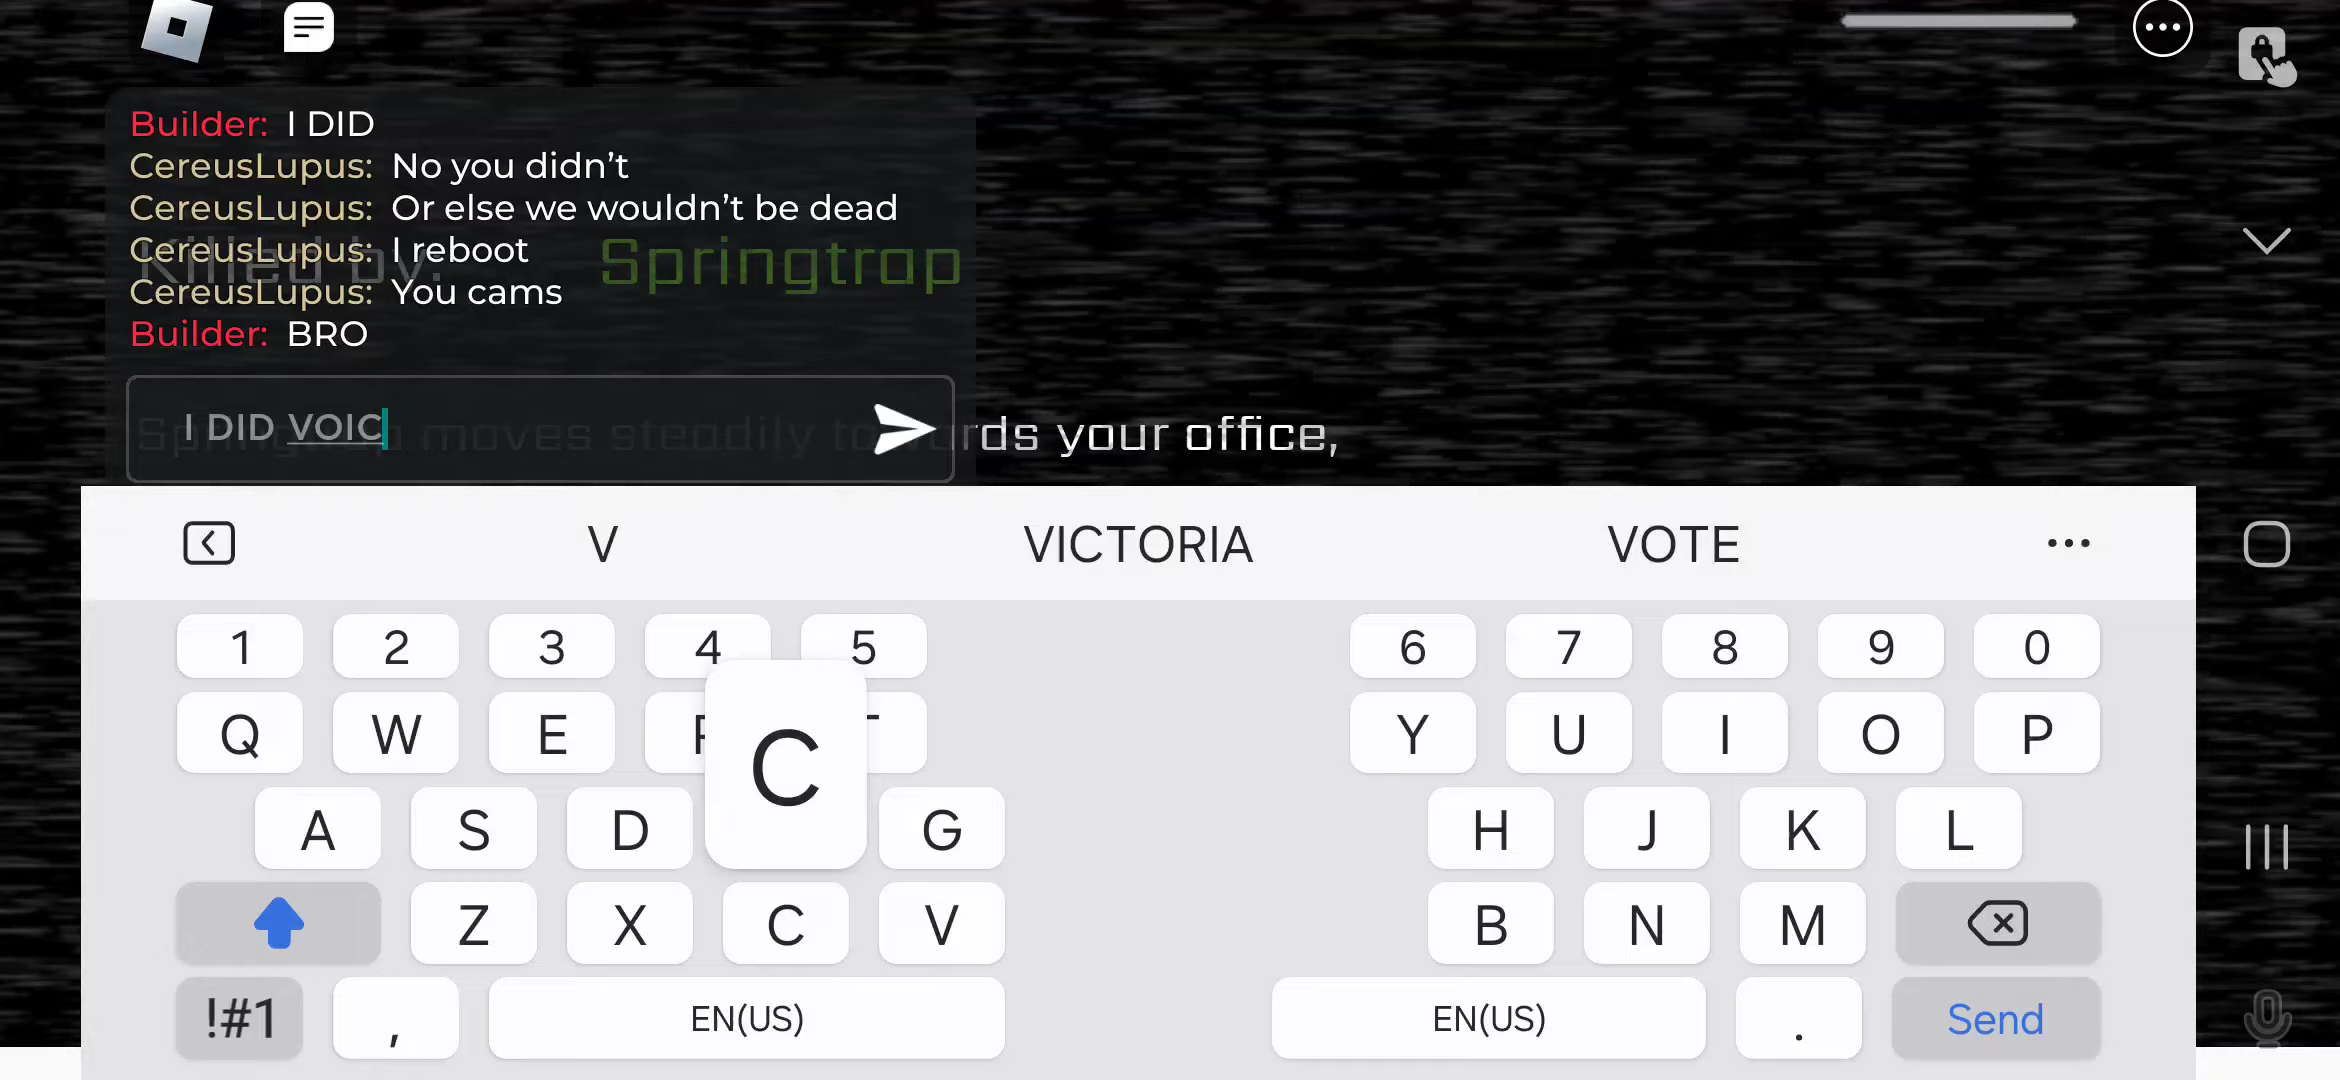 Builder: I DID
CereusLupus: No you didn’t
CereusLupus: Or else we wouldn’t be dead
Killed by: Springtrap
CereusLupus: I reboot
CereusLupus: You cams
Builder: BRO
I DID VOIC
Springtrap moves steadily towards your office,
V VICTORIA VOTE
1 2 3 4 5 6 7 8 9 0
Q W E R T Y U I O P
C
A S D G H J K L
Z X C V B N M
!#1 , EN(US) EN(US) . Send